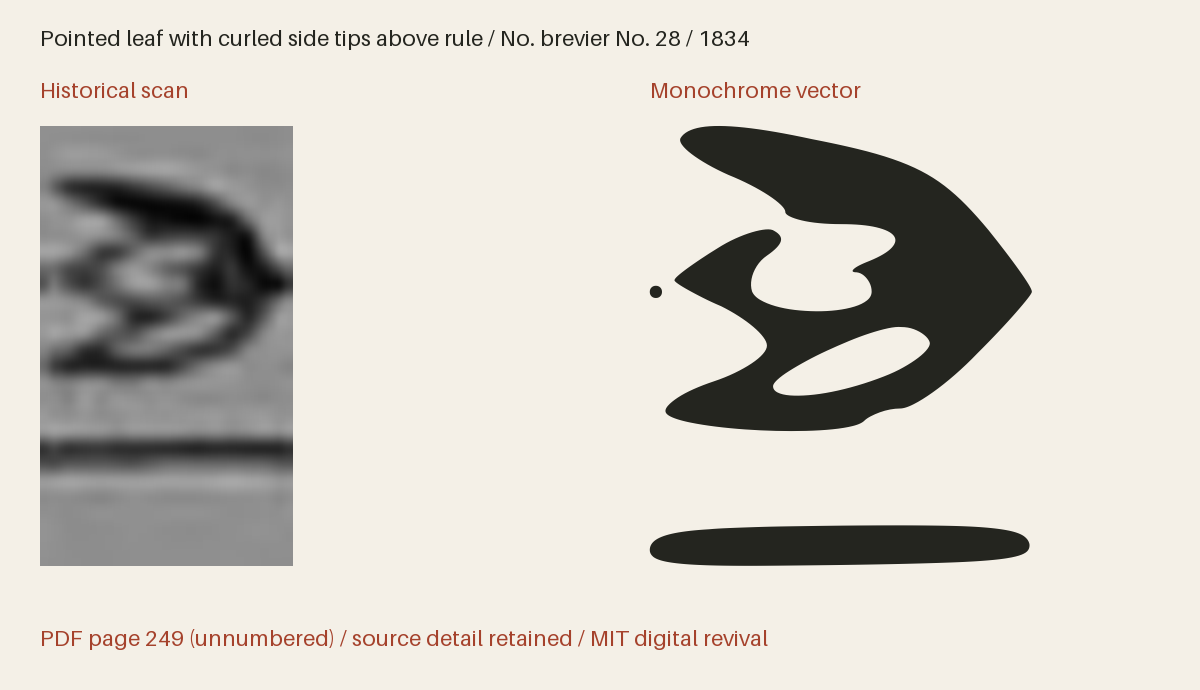 Pointed leaf with curled side tips above rule / No. brevier No. 28 / 1834
Historical scan
Monochrome vector
PDF page 249 (unnumbered) / source detail retained / MIT digital revival